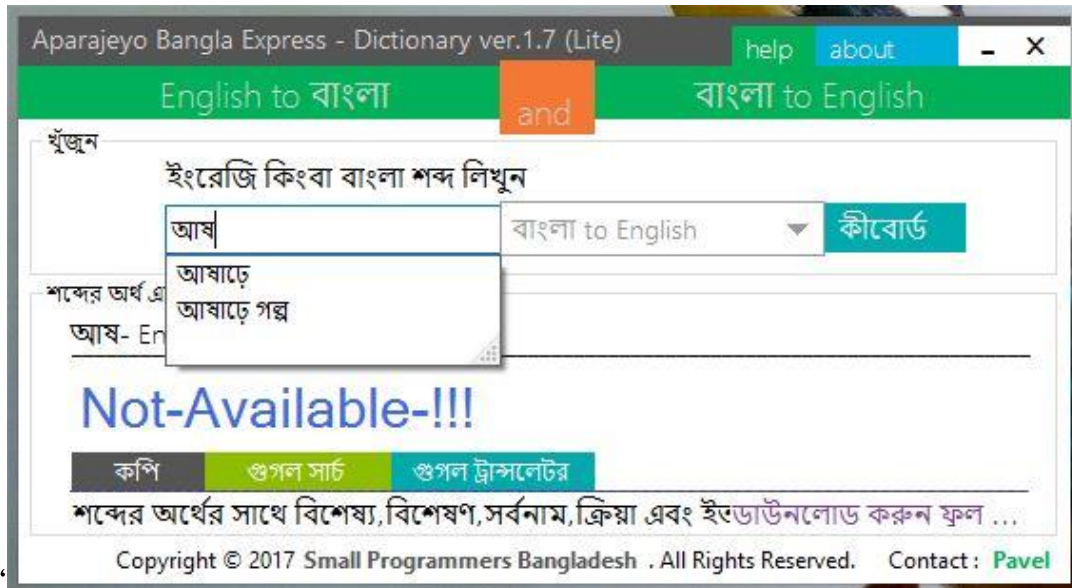 Aparajeyo Bangla Express - Dictionary ver.1.7 (Lite) help about
English to বাংলা and বাংলা to English
খুঁজুন
ইংরেজি কিংবা বাংলা শব্দ লিখুন
আষ বাংলা to English কীবোর্ড
আষাঢ়ে
আষাঢ়ে গল্প
শব্দের অর্থ এ
আষ- En
Not-Available-!!!
কপি গুগল সার্চ গুগল ট্রান্সলেটর
শব্দের অর্থের সাথে বিশেষ্য,বিশেষণ,সর্বনাম,ক্রিয়া এবং ডাউনলোড করুন ফুল ...
Copyright © 2017 Small Programmers Bangladesh . All Rights Reserved. Contact : Pavel